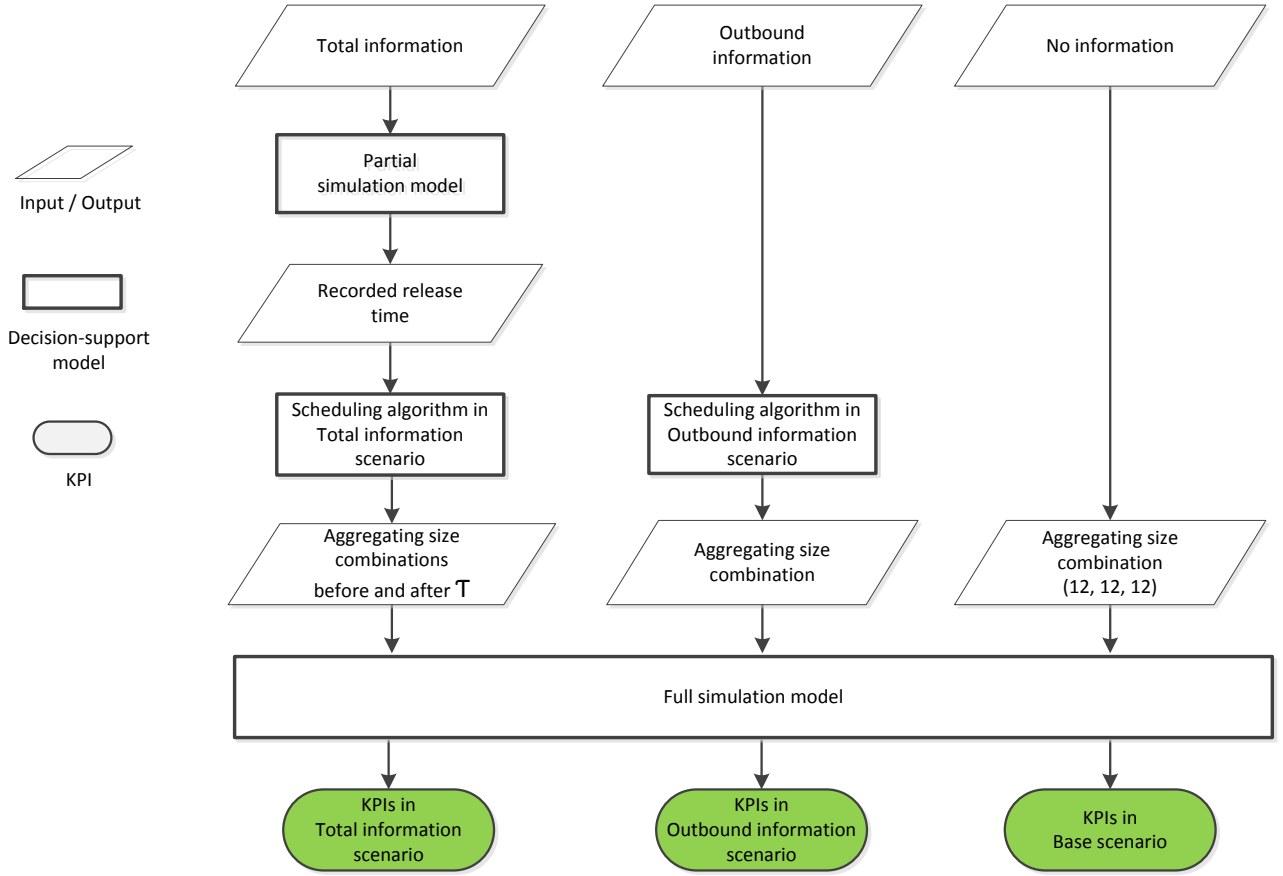 Total information
Outbound
information
No information
Input / Output
Decision-support
model
KPI
Partial
simulation model
Recorded release
time
Scheduling algorithm in
Total information
scenario
Scheduling algorithm in
Outbound information
scenario
Aggregating size
combinations
before and after T
Aggregating size
combination
Aggregating size
combination
(12, 12, 12)
Full simulation model
KPIs in
Total information
scenario
KPIs in
Outbound information
scenario
KPIs in
Base scenario